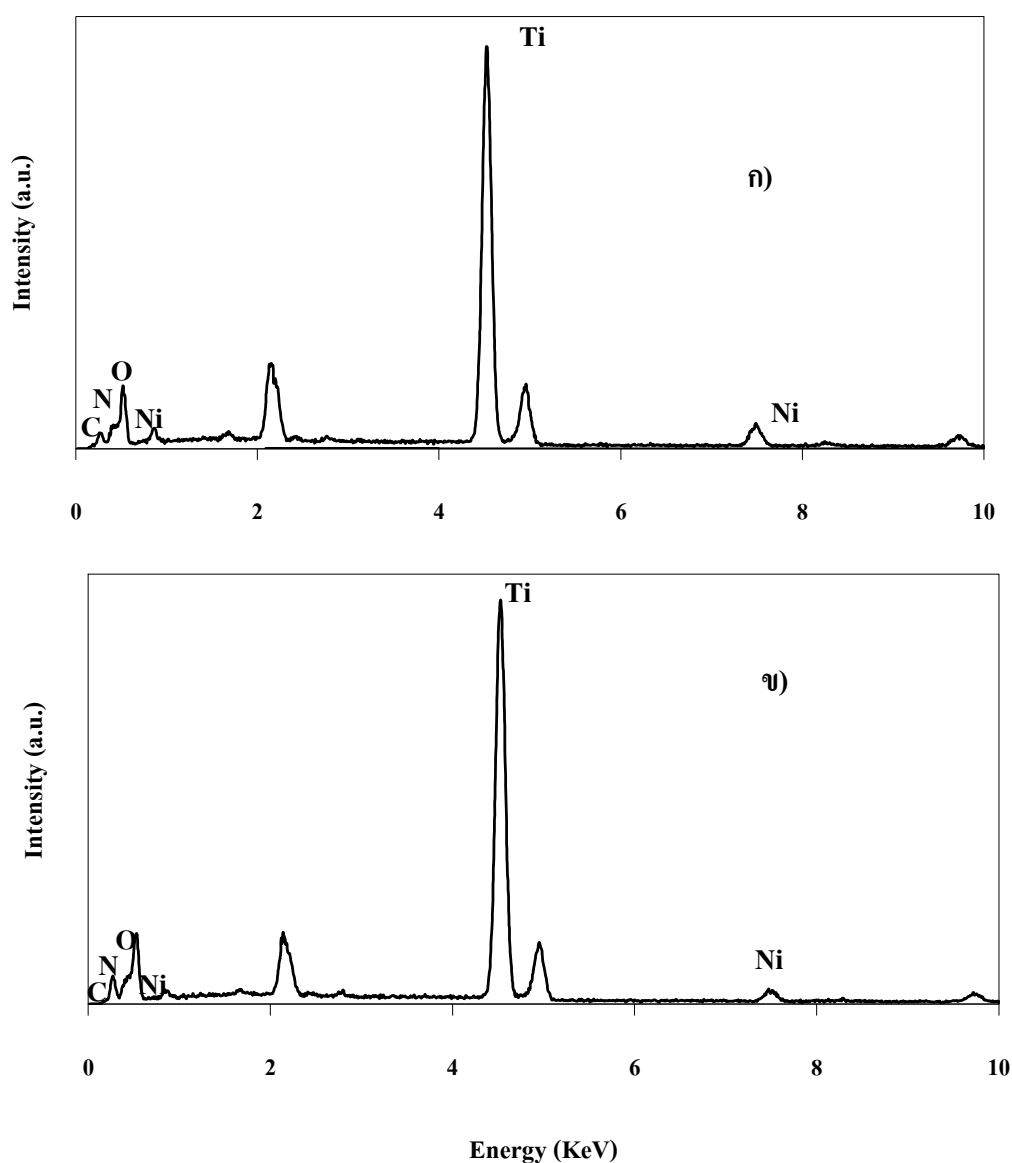 Ti
Intensity (a.u.)
ก)
O
N
Ni
C
Ni
0 2 4 6 8 10
Ti
Intensity (a.u.)
ข)
O
N
Ni
C
Ni
0 2 4 6 8 10
Energy (KeV)